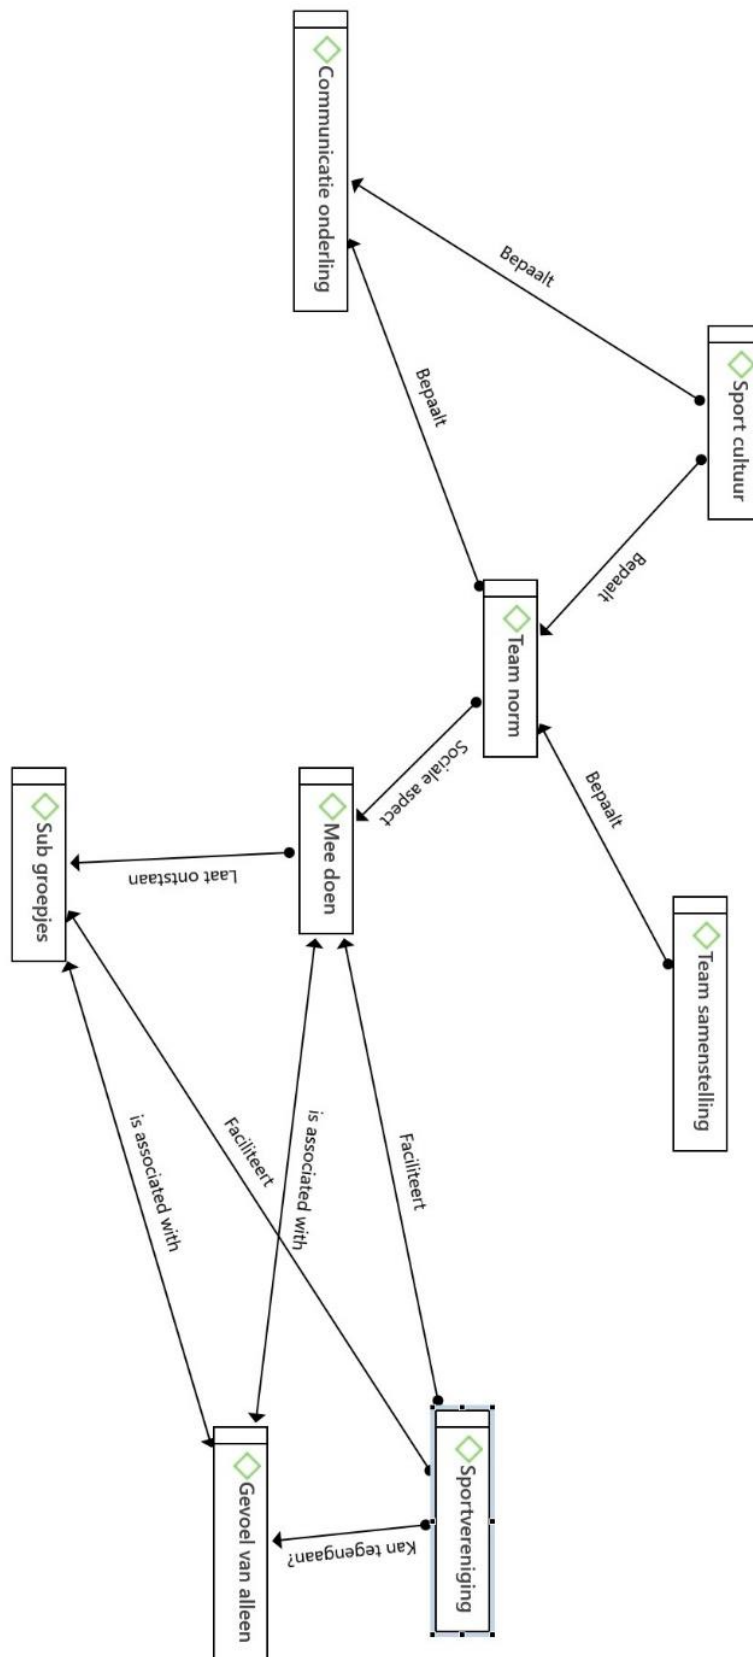 Sport cultuur
Bepaalt
Bepaalt
Team samenstelling
Bepaalt
Communicatie onderling
Bepaalt
Team norm
Sociale aspect
Mee doen
Laat ontstaan
Sub groepjes
Faciliteert
Faciliteert
is associated with
is associated with
Sportvereniging
Kan tegengaan?
Gevoel van alleen